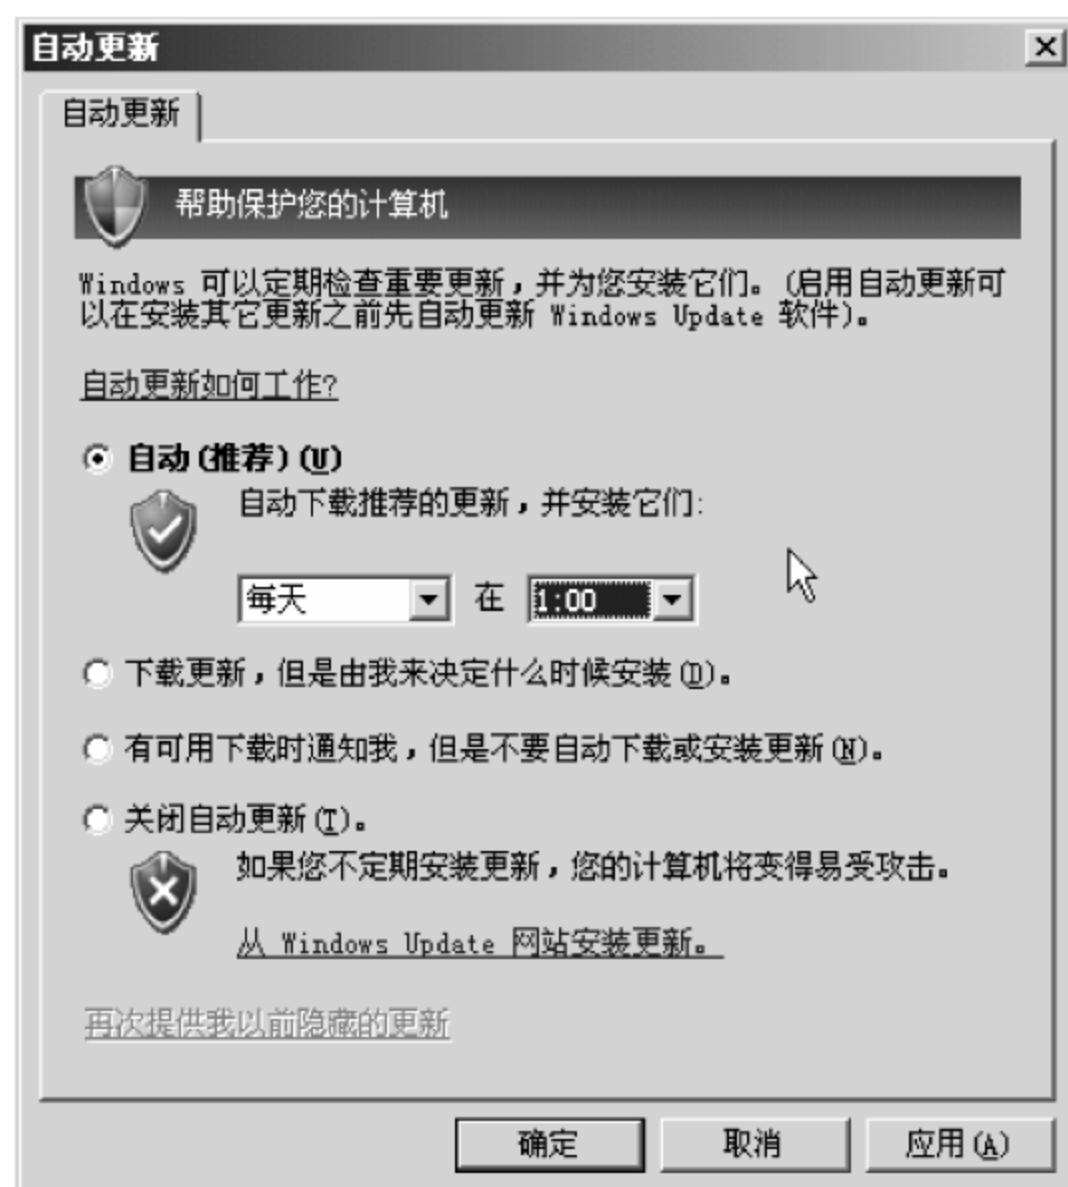 自动更新
自动更新
帮助保护您的计算机
Windows 可以定期检查重要更新，并为您安装它们。(启用自动更新可
以在安装其它更新之前先自动更新 Windows Update 软件)。
自动更新如何工作?
自动(推荐)(U)
自动下载推荐的更新，并安装它们:
每天 在 1:00
下载更新，但是由我来决定什么时候安装(D)。
有可用下载时通知我，但是不要自动下载或安装更新(N)。
关闭自动更新(T)。
如果您不定期安装更新，您的计算机将变得易受攻击。
从 Windows Update 网站安装更新。
再次提供我以前隐藏的更新
确定 取消 应用(A)